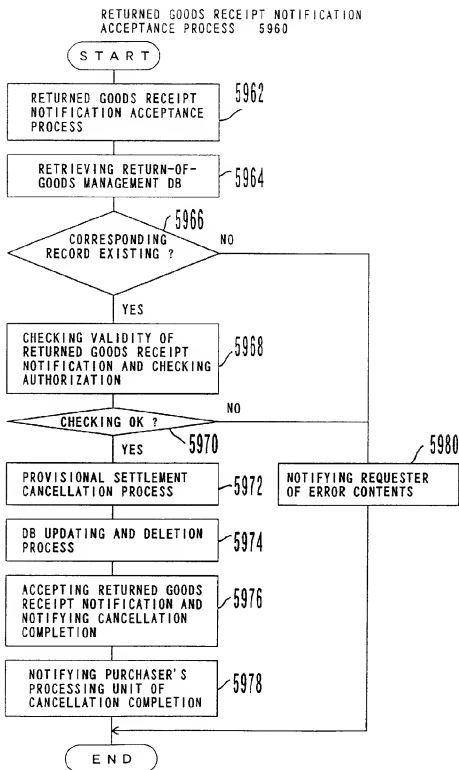 RETURNED GOODS RECEIPT NOTIFICATION
ACCEPTANCE PROCESS 5960
START
RETURNED GOODS RECEIPT
NOTIFICATION ACCEPTANCE
PROCESS
5962
RETRIEVING RETURN-OF-
GOODS MANAGEMENT DB
5964
5966
CORRESPONDING
RECORD EXISTING ?
NO
YES
CHECKING VALIDITY OF
RETURNED GOODS RECEIPT
NOTIFICATION AND CHECKING
AUTHORIZATION
5968
CHECKING OK ?
NO
5970
YES
5980
NOTIFYING REQUESTER
OF ERROR CONTENTS
PROVISIONAL SETTLEMENT
CANCELLATION PROCESS
5972
DB UPDATING AND DELETION
PROCESS
5974
ACCEPTING RETURNED GOODS
RECEIPT NOTIFICATION AND
NOTIFYING CANCELLATION
COMPLETION
5976
NOTIFYING PURCHASER'S
PROCESSING UNIT OF
CANCELLATION COMPLETION
5978
END